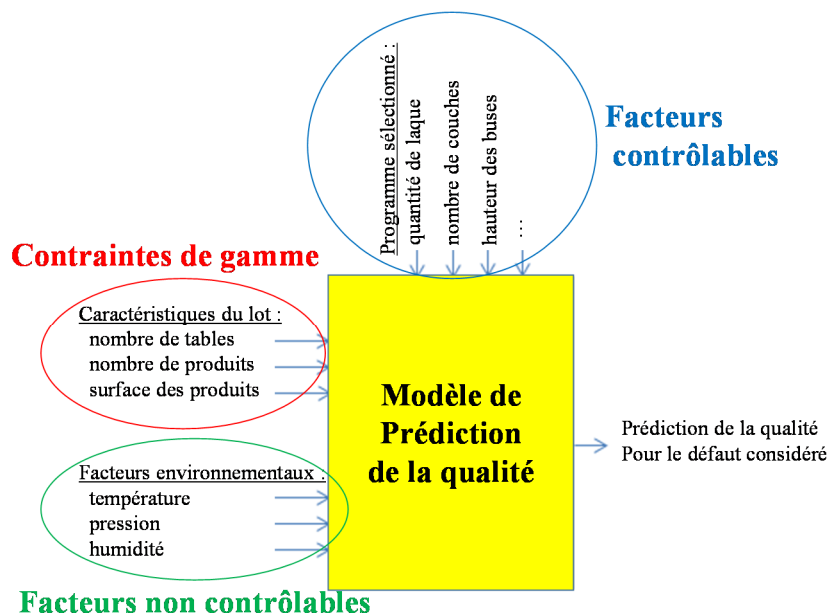 Programme sélectionné :
quantité de laque
nombre de couches
hauteur des buses
…
Facteurs
contrôlables
Contraintes de gamme
Caractéristiques du lot :
nombre de tables
nombre de produits
surface des produits
Modèle de
Prédiction
de la qualité
Prédiction de la qualité
Pour le défaut considéré
Facteurs environnementaux :
température
pression
humidité
Facteurs non contrôlables